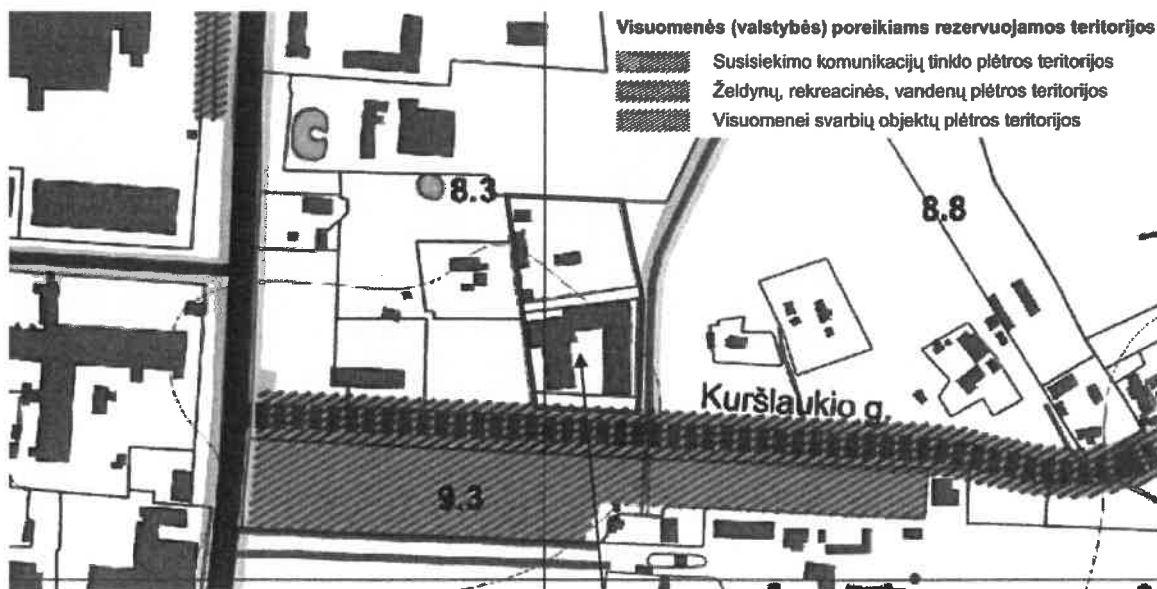 Visuomenės (valstybės) poreikiams rezervuojamos teritorijos
Susisiekimo komunikacijų tinklo plėtros teritorijos
Želdynų, rekreacinės, vandenų plėtros teritorijos
Visuomenei svarbių objektų plėtros teritorijos
8.3
8.8
Kuršlaukio g.
9.3